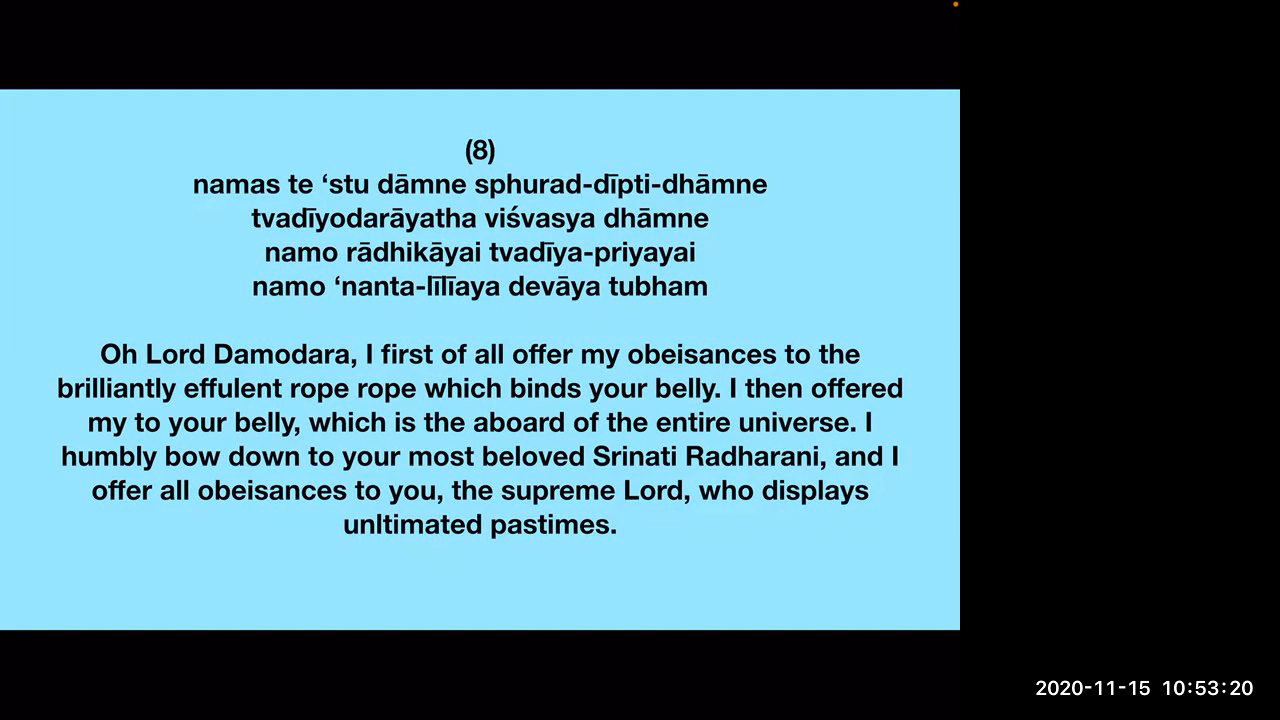 (8)
namas te ‘stu dāmne sphurad-dīpti-dhāmne
tvadīyodarāyatha viśvasya dhāmne
namo rādhikāyai tvadīya-priyayai
namo ‘nanta-līlīaya devāya tubham
Oh Lord Damodara, I first of all offer my obeisances to the
brilliantly effulent rope rope which binds your belly. I then offered
my to your belly, which is the aboard of the entire universe. I
humbly bow down to your most beloved Srinati Radharani, and I
offer all obeisances to you, the supreme Lord, who displays
unltimated pastimes.
2020-11-15 10:53:20